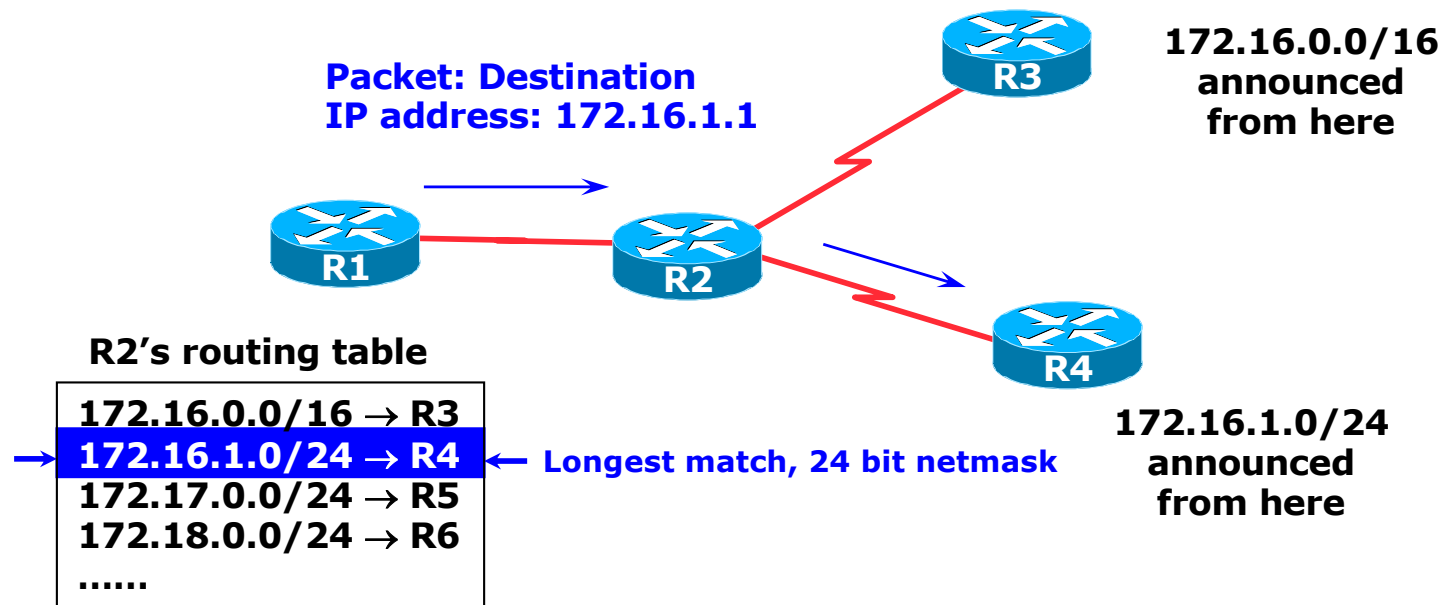 Packet: Destination
IP address: 172.16.1.1
R3
172.16.0.0/16
announced
from here
R1
R2
R4
172.16.1.0/24
announced
from here
R2’s routing table
172.16.0.0/16 → R3
172.16.1.0/24 → R4
Longest match, 24 bit netmask
172.17.0.0/24 → R5
172.18.0.0/24 → R6
……